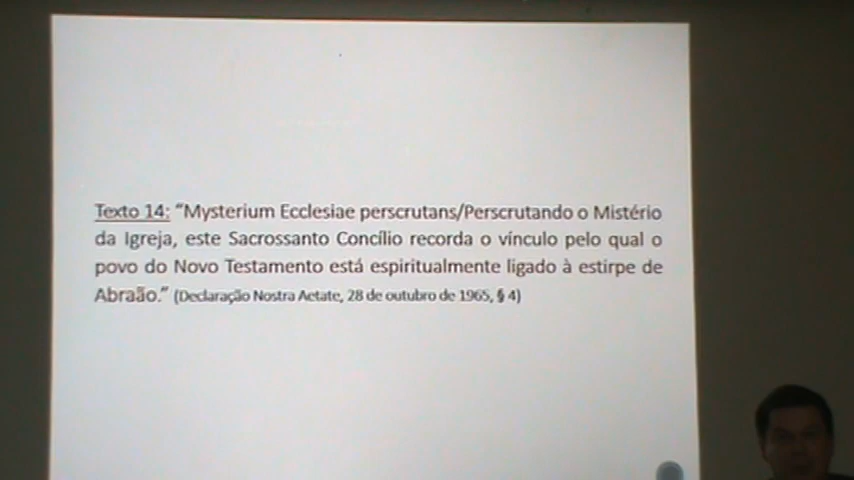 Texto 14: “Mysterium Ecclesiae perscrutans/Perscrutando o Mistério
da Igreja, este Sacrossanto Concílio recorda o vínculo pelo qual o
povo do Novo Testamento está espiritualmente ligado à estirpe de
Abraão.” (Declaração Nostra Aetate, 28 de outubro de 1965, § 4)